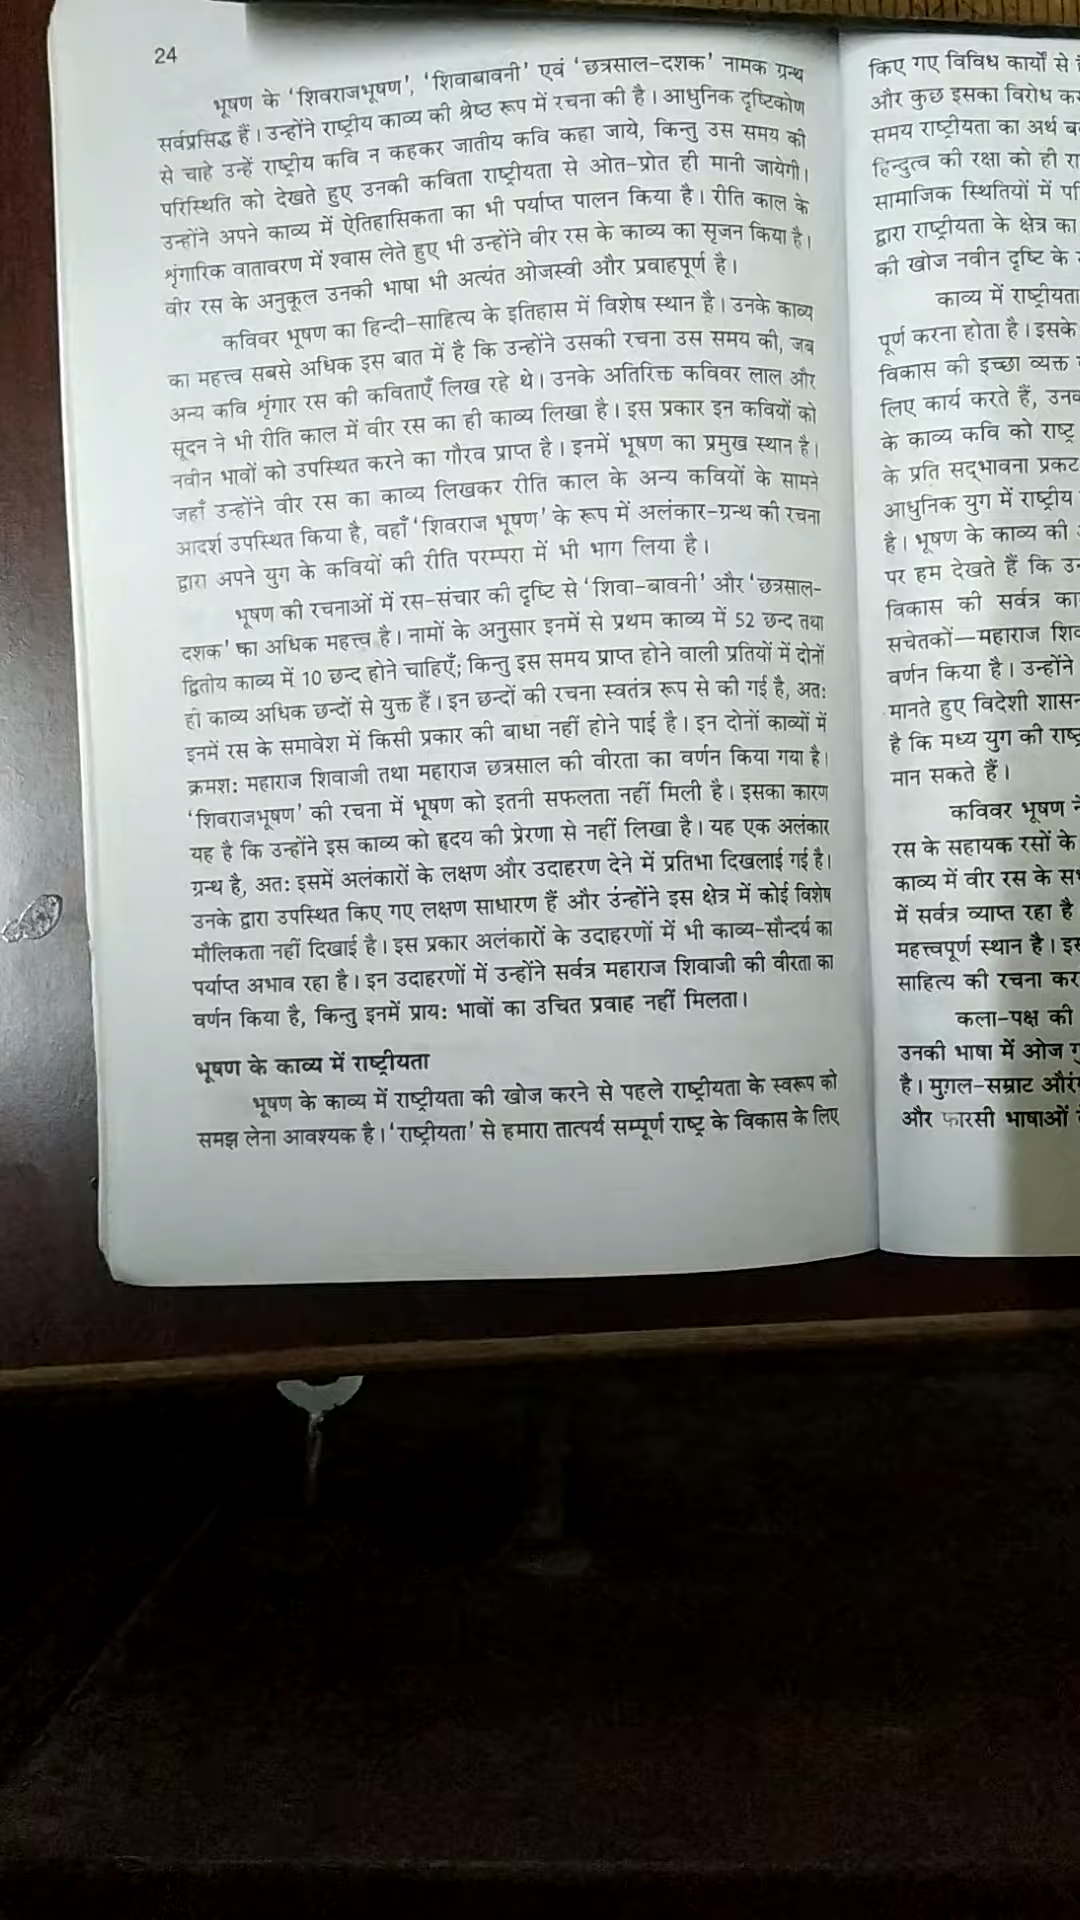 24
भूषण के ‘शिवराजभूषण’, ‘शिवाबावनी’ एवं ‘छत्रसाल-दशक’ नामक ग्रन्थ
सर्वप्रसिद्ध हैं। उन्होंने राष्ट्रीय काव्य की श्रेष्ठ रूप में रचना की है। आधुनिक दृष्टिकोण
से चाहे उन्हें राष्ट्रीय कवि न कहकर जातीय कवि कहा जाये, किन्तु उस समय की
परिस्थिति को देखते हुए उनकी कविता राष्ट्रीयता से ओत-प्रोत ही मानी जायेगी।
उन्होंने अपने काव्य में ऐतिहासिकता का भी पर्याप्त पालन किया है। रीति काल के
शृंगारिक वातावरण में श्वास लेते हुए भी उन्होंने वीर रस के काव्य का सृजन किया है।
वीर रस के अनुकूल उनकी भाषा भी अत्यंत ओजस्वी और प्रवाहपूर्ण है।
कविवर भूषण का हिन्दी-साहित्य के इतिहास में विशेष स्थान है। उनके काव्य
का महत्त्व सबसे अधिक इस बात में है कि उन्होंने उसकी रचना उस समय की, जब
अन्य कवि शृंगार रस की कविताएँ लिख रहे थे। उनके अतिरिक्त कविवर लाल और
सूदन ने भी रीति काल में वीर रस का ही काव्य लिखा है। इस प्रकार इन कवियों को
नवीन भावों को उपस्थित करने का गौरव प्राप्त है। इनमें भूषण का प्रमुख स्थान है।
जहाँ उन्होंने वीर रस का काव्य लिखकर रीति काल के अन्य कवियों के सामने
आदर्श उपस्थित किया है, वहाँ ‘शिवराज भूषण’ के रूप में अलंकार-ग्रन्थ की रचना
द्वारा अपने युग के कवियों की रीति परम्परा में भी भाग लिया है।
भूषण की रचनाओं में रस-संचार की दृष्टि से ‘शिवा-बावनी’ और ‘छत्रसाल-
दशक’ का अधिक महत्त्व है। नामों के अनुसार इनमें से प्रथम काव्य में 52 छन्द तथा
द्वितीय काव्य में 10 छन्द होने चाहिएँ; किन्तु इस समय प्राप्त होने वाली प्रतियों में दोनों
ही काव्य अधिक छन्दों से युक्त हैं। इन छन्दों की रचना स्वतंत्र रूप से की गई है, अतः
इनमें रस के समावेश में किसी प्रकार की बाधा नहीं होने पाई है। इन दोनों काव्यों में
क्रमशः महाराज शिवाजी तथा महाराज छत्रसाल की वीरता का वर्णन किया गया है।
‘शिवराजभूषण’ की रचना में भूषण को इतनी सफलता नहीं मिली है। इसका कारण
यह है कि उन्होंने इस काव्य को हृदय की प्रेरणा से नहीं लिखा है। यह एक अलंकार
ग्रन्थ है, अतः इसमें अलंकारों के लक्षण और उदाहरण देने में प्रतिभा दिखलाई गई है।
उनके द्वारा उपस्थित किए गए लक्षण साधारण हैं और उंन्होंने इस क्षेत्र में कोई विशेष
मौलिकता नहीं दिखाई है। इस प्रकार अलंकारों के उदाहरणों में भी काव्य-सौन्दर्य का
पर्याप्त अभाव रहा है। इन उदाहरणों में उन्होंने सर्वत्र महाराज शिवाजी की वीरता का
वर्णन किया है, किन्तु इनमें प्रायः भावों का उचित प्रवाह नहीं मिलता।
भूषण के काव्य में राष्ट्रीयता
भूषण के काव्य में राष्ट्रीयता की खोज करने से पहले राष्ट्रीयता के स्वरूप को
समझ लेना आवश्यक है। ‘राष्ट्रीयता’ से हमारा तात्पर्य सम्पूर्ण राष्ट्र के विकास के लिए
किए गए विविध कार्यों से
और कुछ इसका विरोध
समय राष्ट्रीयता का अर्थ
हिन्दुत्व की रक्षा को ही
सामाजिक स्थितियों में
द्वारा राष्ट्रीयता के क्षेत्र का
की खोज नवीन दृष्टि के
काव्य में राष्ट्रीयता
पूर्ण करना होता है। इसके
विकास की इच्छा व्यक्त
लिए कार्य करते हैं,
के काव्य कवि को राष्ट्र
के प्रति सद्भावना प्रकट
आधुनिक युग में राष्ट्रीय
है। भूषण के काव्य की
पर हम देखते हैं कि
विकास की सर्वत्र
सचेतकों—महाराज
वर्णन किया है। उन्होंने
मानते हुए विदेशी
है कि मध्य युग की
मान सकते हैं।
कविवर भूषण
रस के सहायक रसों के
काव्य में वीर रस के
में सर्वत्र व्याप्त रहा है
महत्त्वपूर्ण स्थान है।
साहित्य की रचना
कला-पक्ष की
उनकी भाषा में ओज
है। मुग़ल-सम्राट
और फारसी भाषाओं